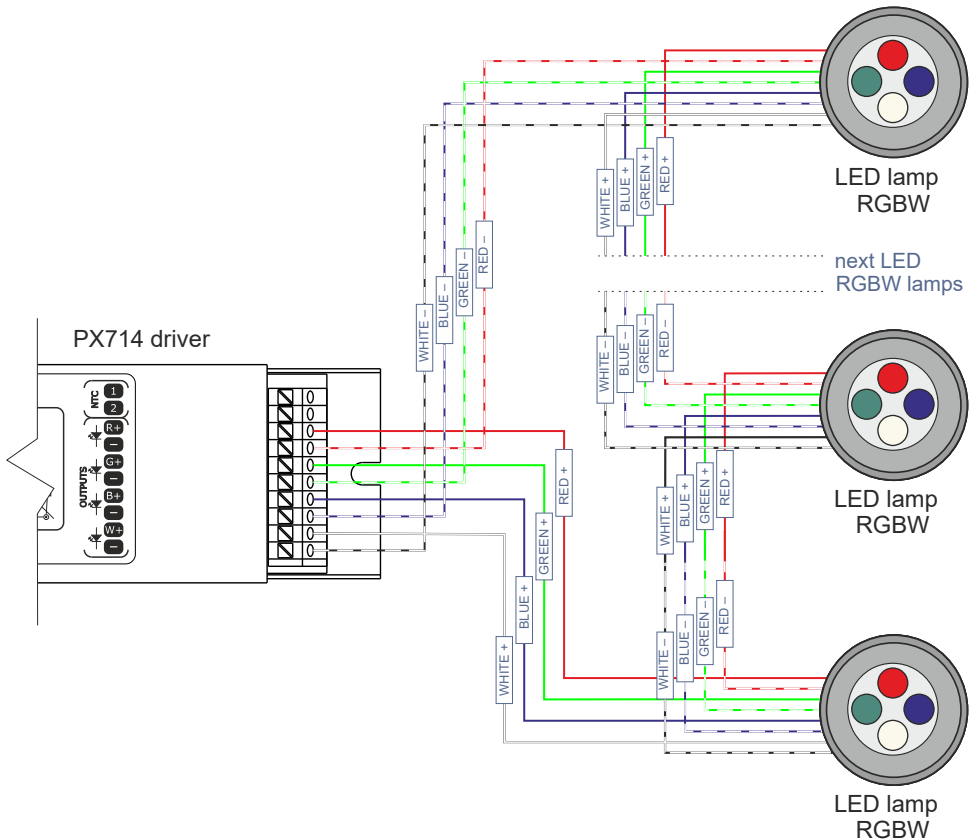 LED lamp
RGBW
WHITE +
BLUE +
GREEN +
RED +
WHITE –
BLUE –
GREEN –
RED –
next LED
RGBW lamps
WHITE –
BLUE –
GREEN –
RED –
PX714 driver
NTC
1
2
OUTPUTS
R+
–
G+
–
B+
–
W+
–
LED lamp
RGBW
WHITE +
BLUE +
GREEN +
RED +
WHITE +
BLUE +
GREEN +
RED +
WHITE –
BLUE –
GREEN –
RED –
LED lamp
RGBW